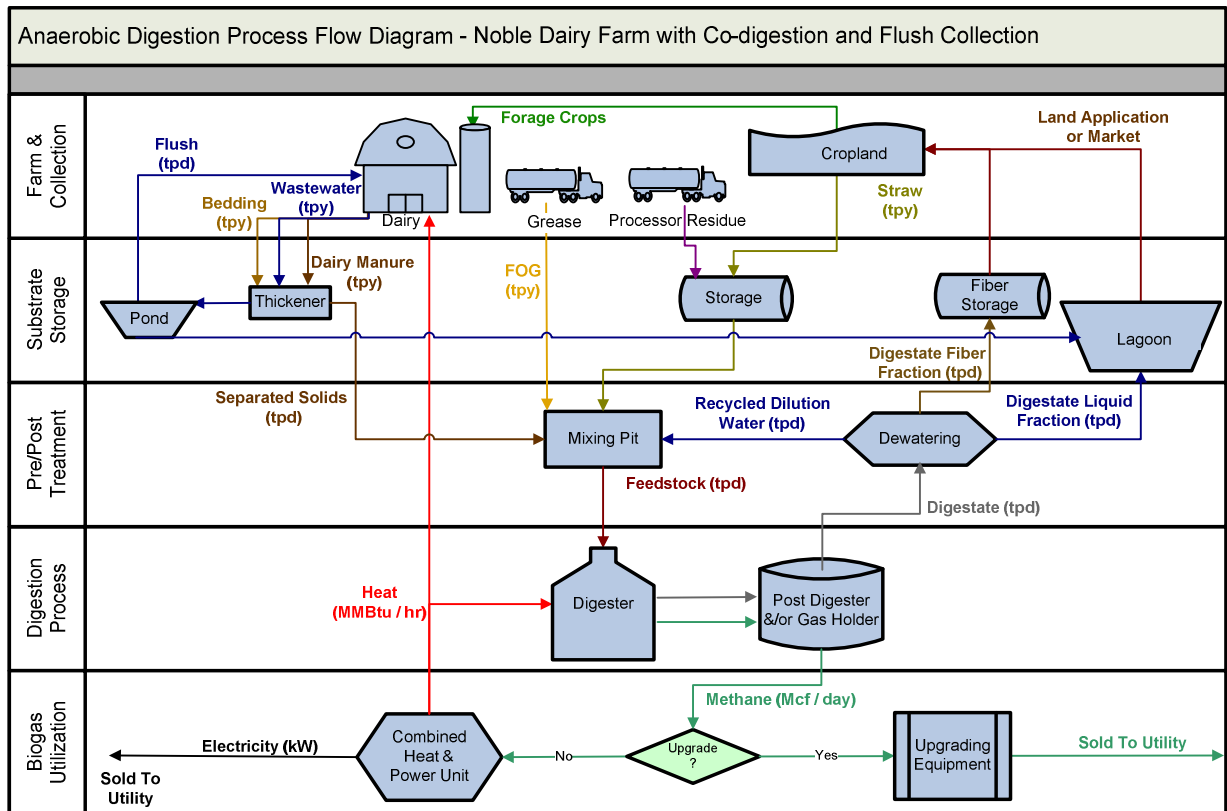 Anaerobic Digestion Process Flow Diagram - Noble Dairy Farm with Co-digestion and Flush Collection
Farm &
Collection
Flush
(tpd)
Bedding
(tpy)
Wastewater
(tpy)
Dairy
Forage Crops
Grease
Processor Residue
Cropland
Straw
(tpy)
Land Application
or Market
Substrate
Storage
Pond
Thickener
Dairy Manure
(tpy)
FOG
(tpy)
Storage
Fiber
Storage
Lagoon
Digestate Fiber
Fraction (tpd)
Pre/Post
Treatment
Separated Solids
(tpd)
Mixing Pit
Recycled Dilution
Water (tpd)
Dewatering
Digestate Liquid
Fraction (tpd)
Feedstock (tpd)
Digestate (tpd)
Digestion
Process
Heat
(MMBtu / hr)
Digester
Post Digester
&/or Gas Holder
Biogas
Utilization
Methane (Mcf / day)
Electricity (kW)
Sold To
Utility
Combined
Heat &
Power Unit
No
Upgrade
?
Yes
Upgrading
Equipment
Sold To Utility